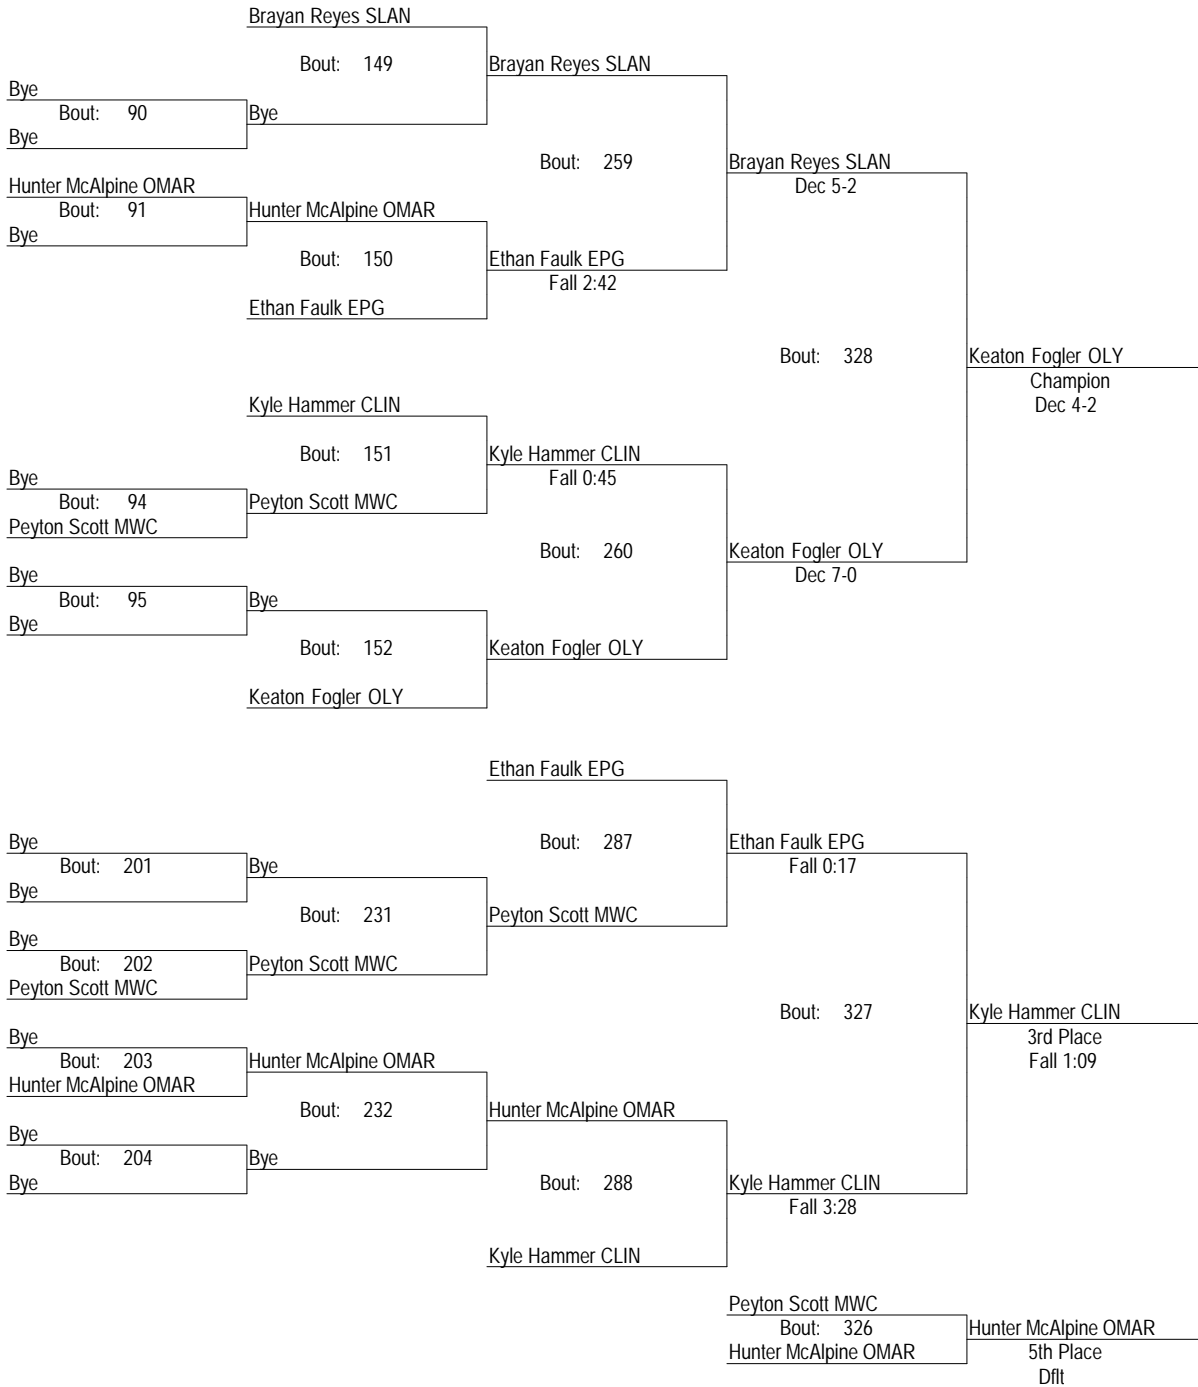 Brayan Reyes SLAN
Bout: 149
Brayan Reyes SLAN
Bye
Bout: 90
Bye
Bye
Bout: 259
Brayan Reyes SLAN
Dec 5-2
Hunter McAlpine OMAR
Bout: 91
Hunter McAlpine OMAR
Bye
Bout: 150
Ethan Faulk EPG
Fall 2:42
Ethan Faulk EPG
Bout: 328
Keaton Fogler OLY
Champion
Dec 4-2
Kyle Hammer CLIN
Bout: 151
Kyle Hammer CLIN
Fall 0:45
Bye
Bout: 94
Peyton Scott MWC
Peyton Scott MWC
Bout: 260
Keaton Fogler OLY
Dec 7-0
Bye
Bout: 95
Bye
Bye
Bout: 152
Keaton Fogler OLY
Keaton Fogler OLY
Ethan Faulk EPG
Bout: 287
Ethan Faulk EPG
Fall 0:17
Bye
Bout: 201
Bye
Bye
Bout: 231
Peyton Scott MWC
Bye
Bout: 202
Peyton Scott MWC
Peyton Scott MWC
Bout: 327
Kyle Hammer CLIN
3rd Place
Fall 1:09
Bye
Bout: 203
Hunter McAlpine OMAR
Hunter McAlpine OMAR
Bout: 232
Hunter McAlpine OMAR
Bye
Bout: 204
Bye
Bye
Bout: 288
Kyle Hammer CLIN
Fall 3:28
Kyle Hammer CLIN
Peyton Scott MWC
Bout: 326
Hunter McAlpine OMAR
Hunter McAlpine OMAR
5th Place
Dflt